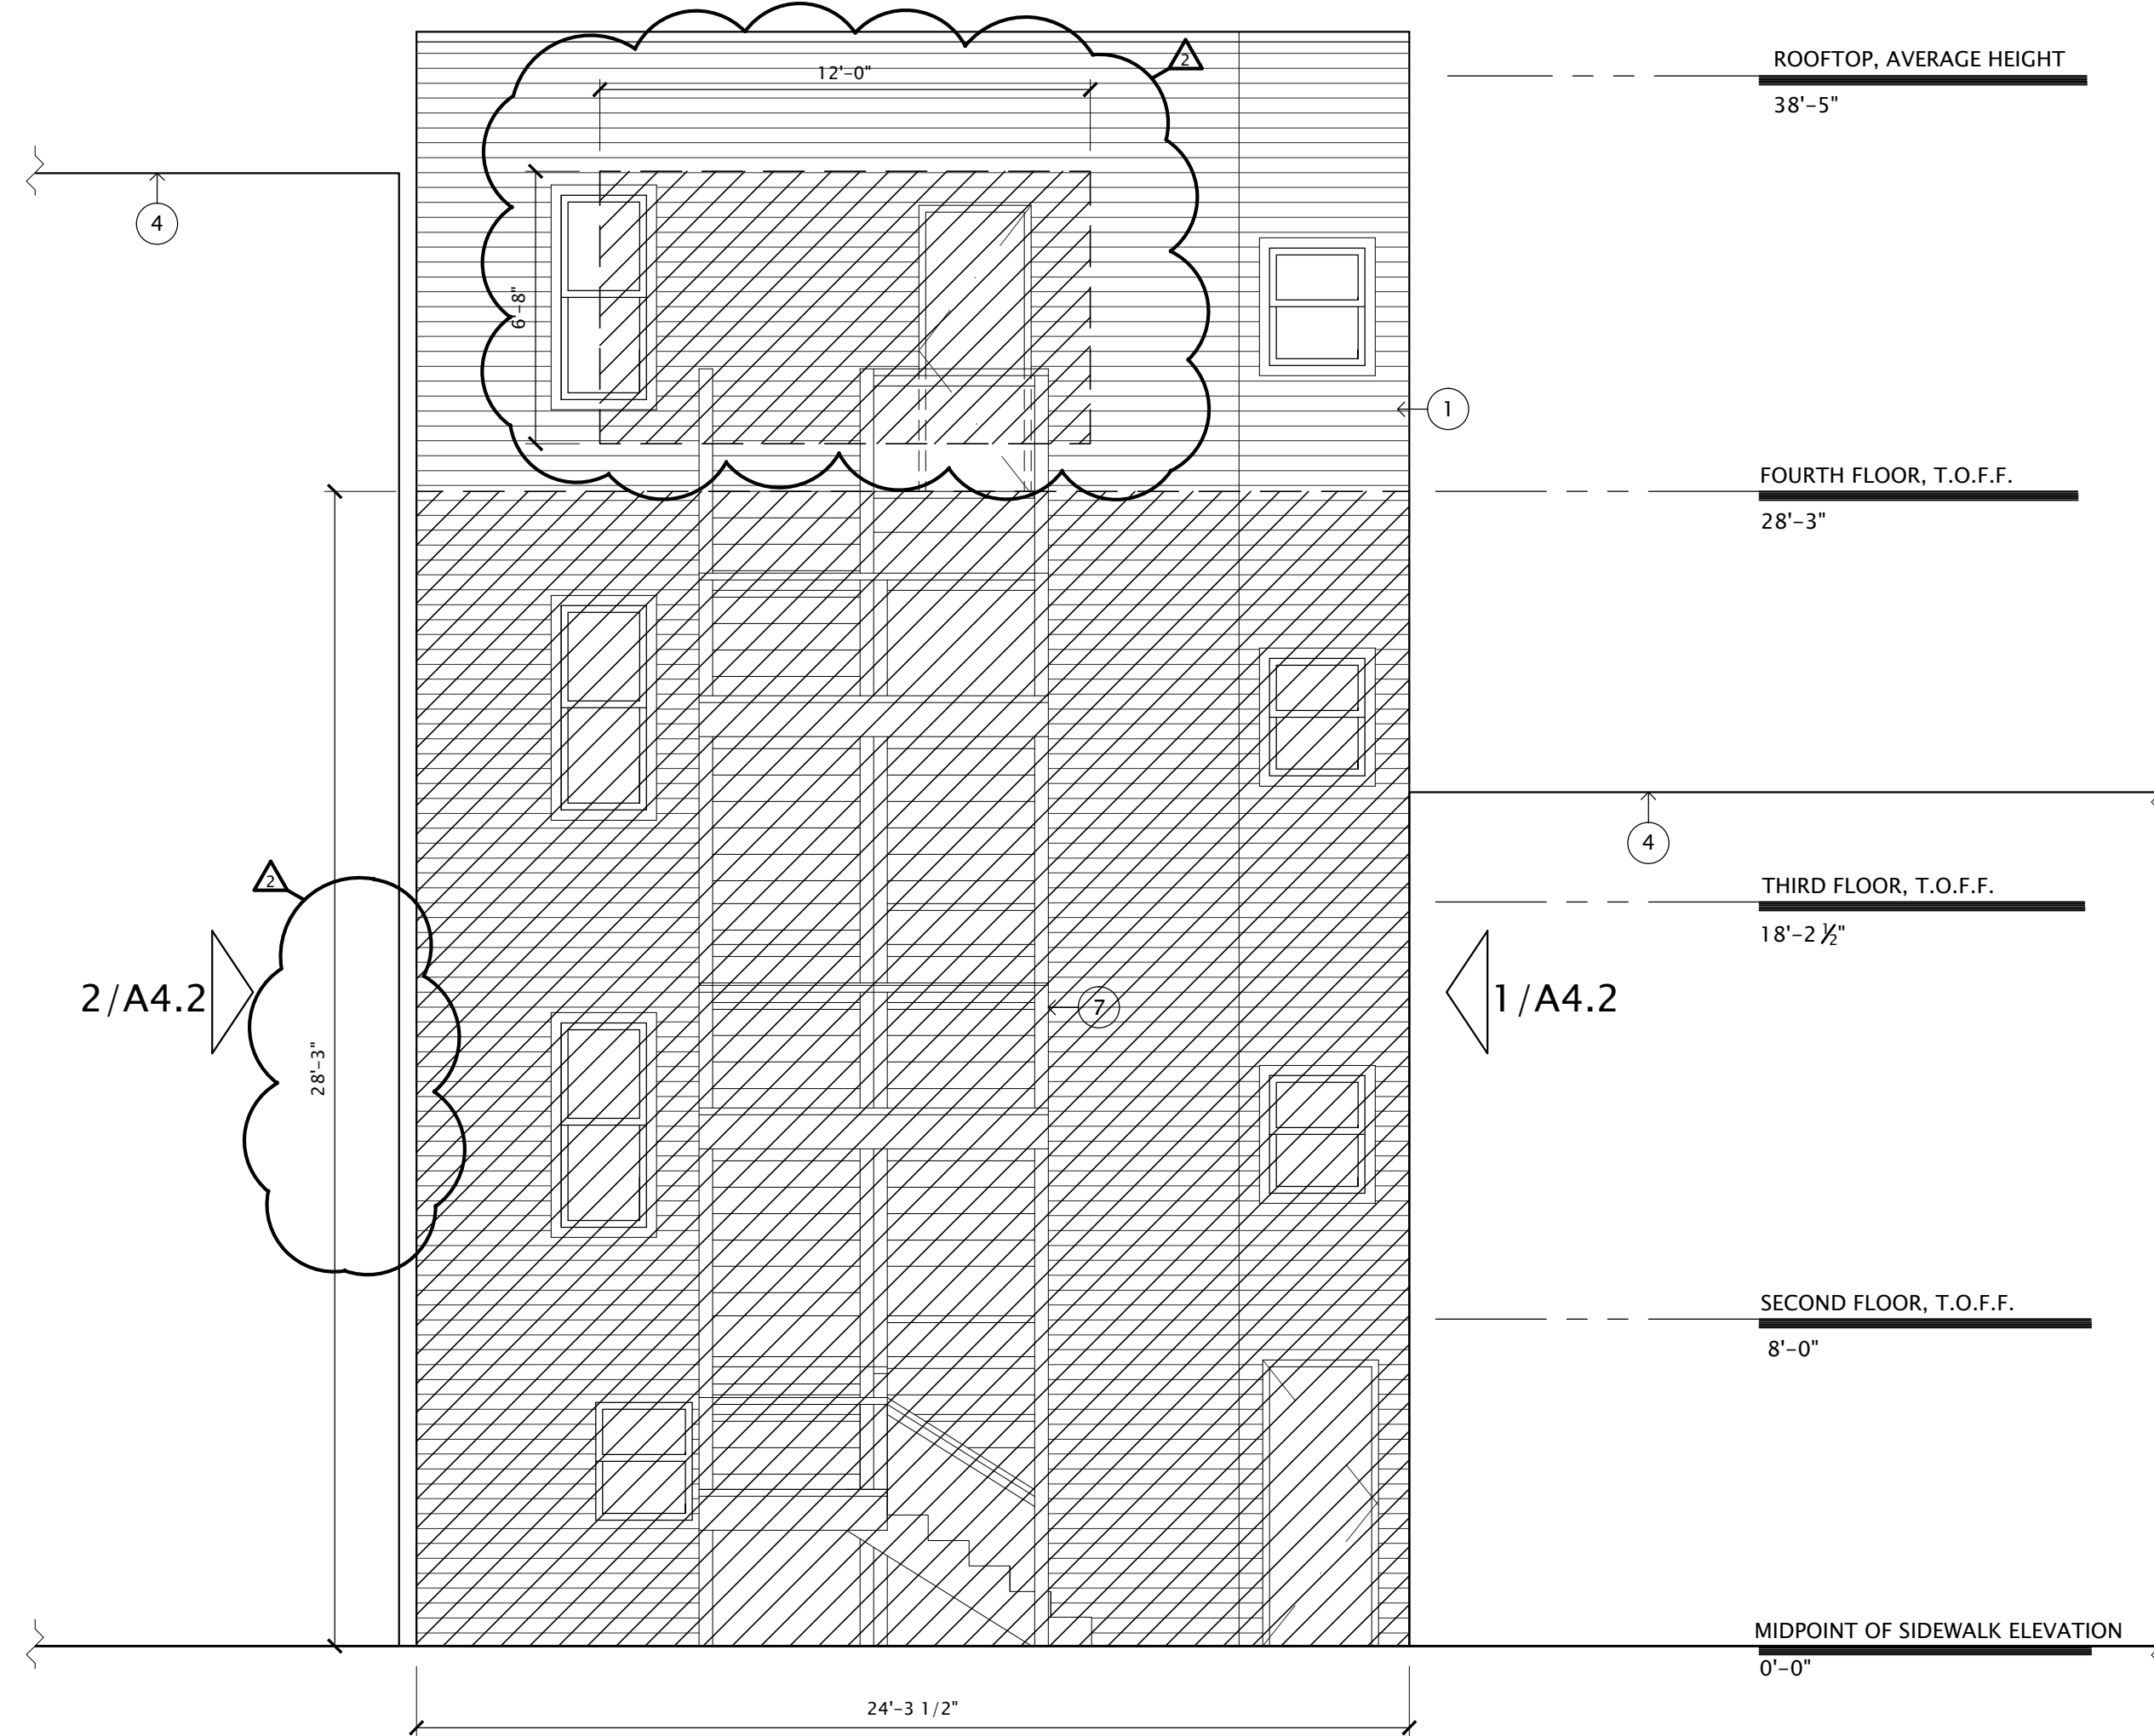 2
12'-0"
ROOFTOP, AVERAGE HEIGHT
38'-5"
4
6'-8"
1
FOURTH FLOOR, T.O.F.F.
28'-3"
4
2
THIRD FLOOR, T.O.F.F.
18'-2 ½"
2/A4.2
7
1/A4.2
28'-3"
SECOND FLOOR, T.O.F.F.
8'-0"
MIDPOINT OF SIDEWALK ELEVATION
0'-0"
24'-3 1/2"